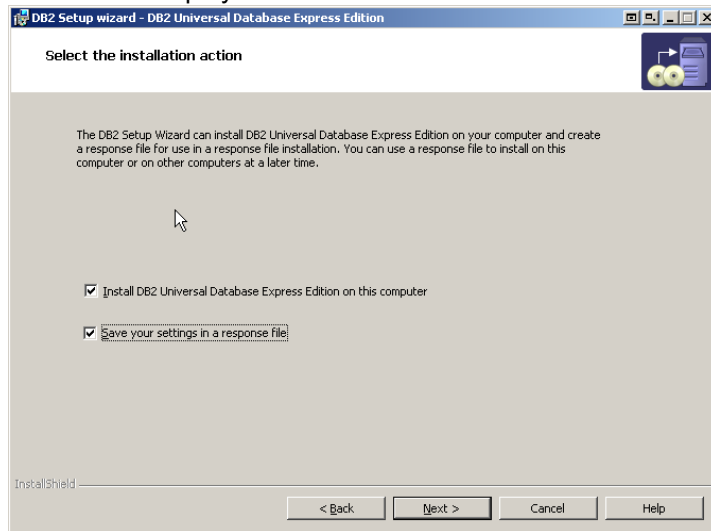 DB2 Setup wizard - DB2 Universal Database Express Edition
Select the installation action
The DB2 Setup Wizard can install DB2 Universal Database Express Edition on your computer and create
a response file for use in a response file installation. You can use a response file to install on this
computer or on other computers at a later time.
Install DB2 Universal Database Express Edition on this computer
Save your settings in a response file
InstallShield
< Back Next > Cancel Help